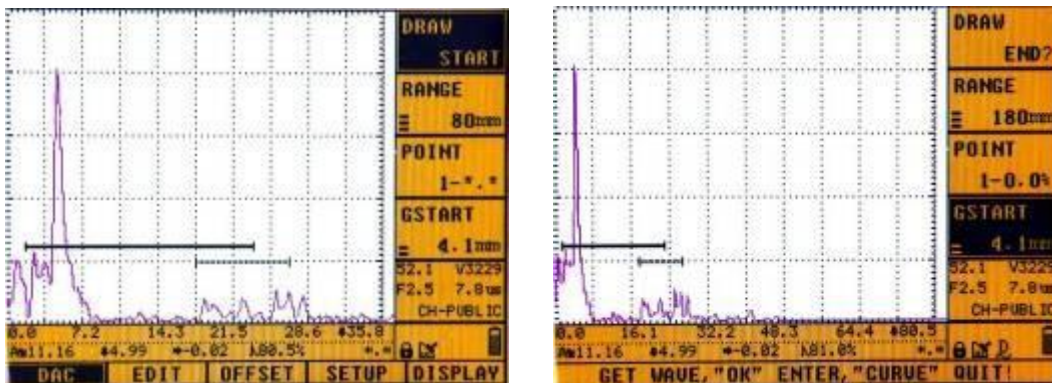 DRAW
START
RANGE
80mm
POINT
1-*.*
GSTART
4.1mm
52.1 V3229
F2.5 7.8us
CH-PUBLIC
0.0 7.2 14.3 21.5 28.6 35.8
11.16 4.99 -0.02 80.5% *.*
DAC EDIT OFFSET SETUP DISPLAY
DRAW
END?
RANGE
180mm
POINT
1-0.0%
GSTART
4.1mm
52.1 V3229
F2.5 7.8us
CH-PUBLIC
0.0 16.1 32.2 48.3 64.4 80.5
11.16 4.99 -0.02 81.0% *.*
GET WAVE,"OK" ENTER,"CURVE" QUIT!